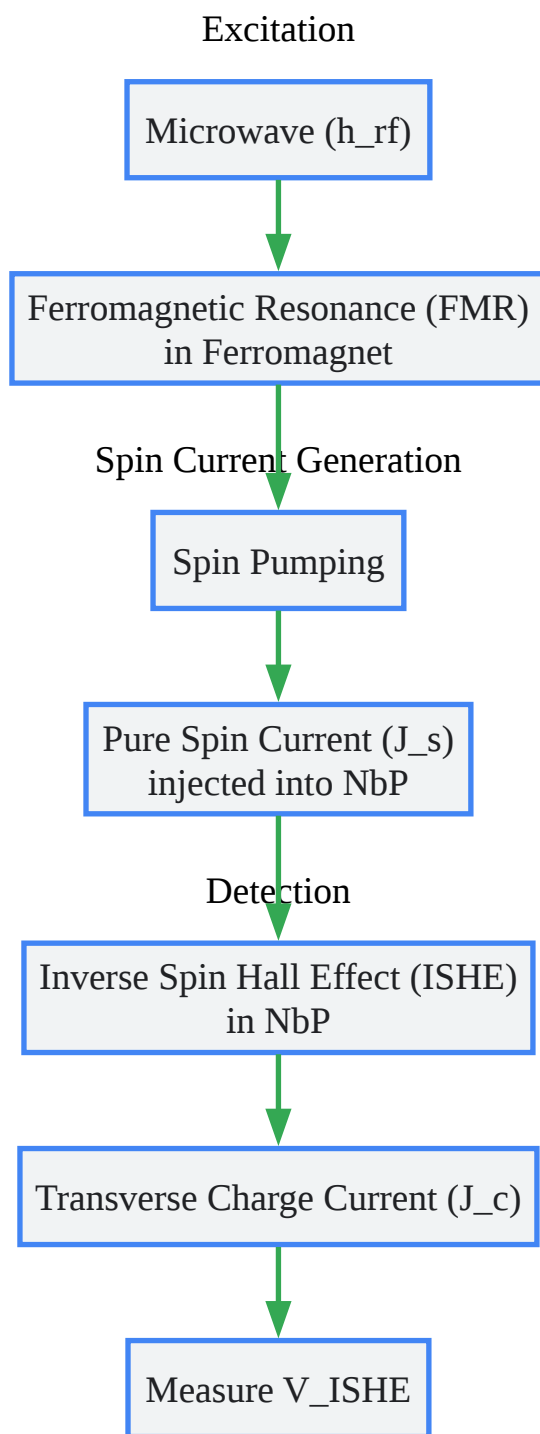 Excitation
Microwave (h_rf)
Ferromagnetic Resonance (FMR)
in Ferromagnet
Spin Current Generation
Spin Pumping
Pure Spin Current (J_s)
injected into NbP
Detection
Inverse Spin Hall Effect (ISHE)
in NbP
Transverse Charge Current (J_c)
Measure V_ISHE